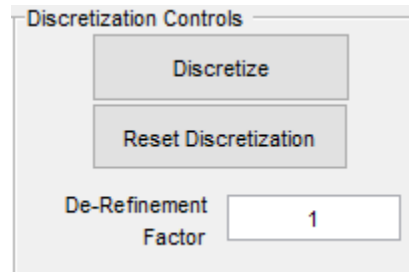 Discretization Controls
Discretize
Reset Discretization
De-Refinement
Factor
1